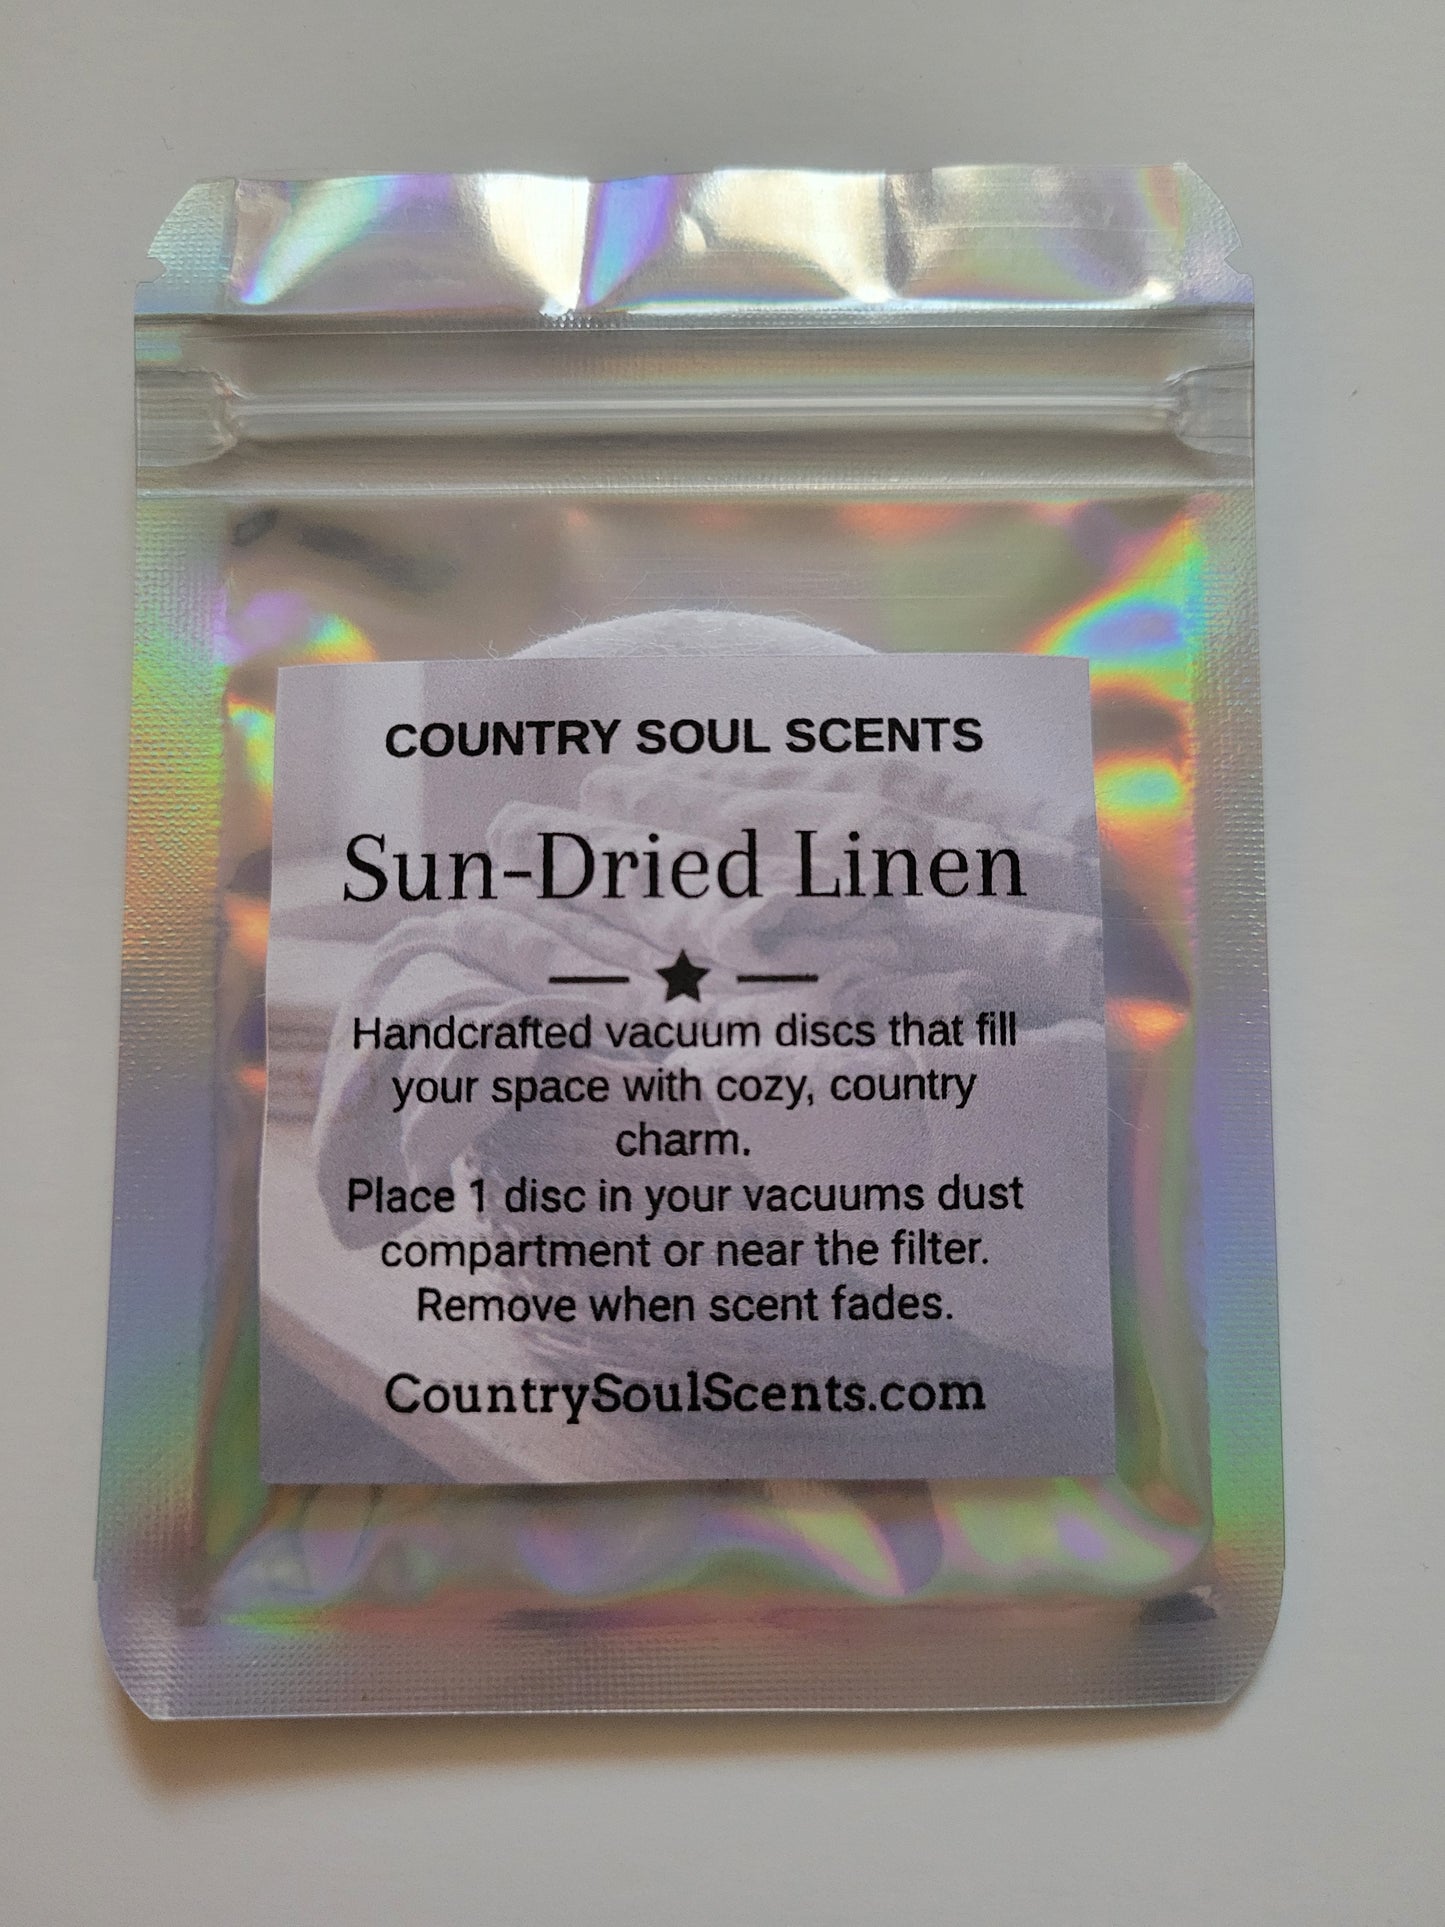 COUNTRY SOUL SCENTS
Sun-Dried Linen
Handcrafted vacuum discs that fill
your space with cozy, country
charm.
Place 1 disc in your vacuums dust
compartment or near the filter.
Remove when scent fades.
CountrySoulScents.com